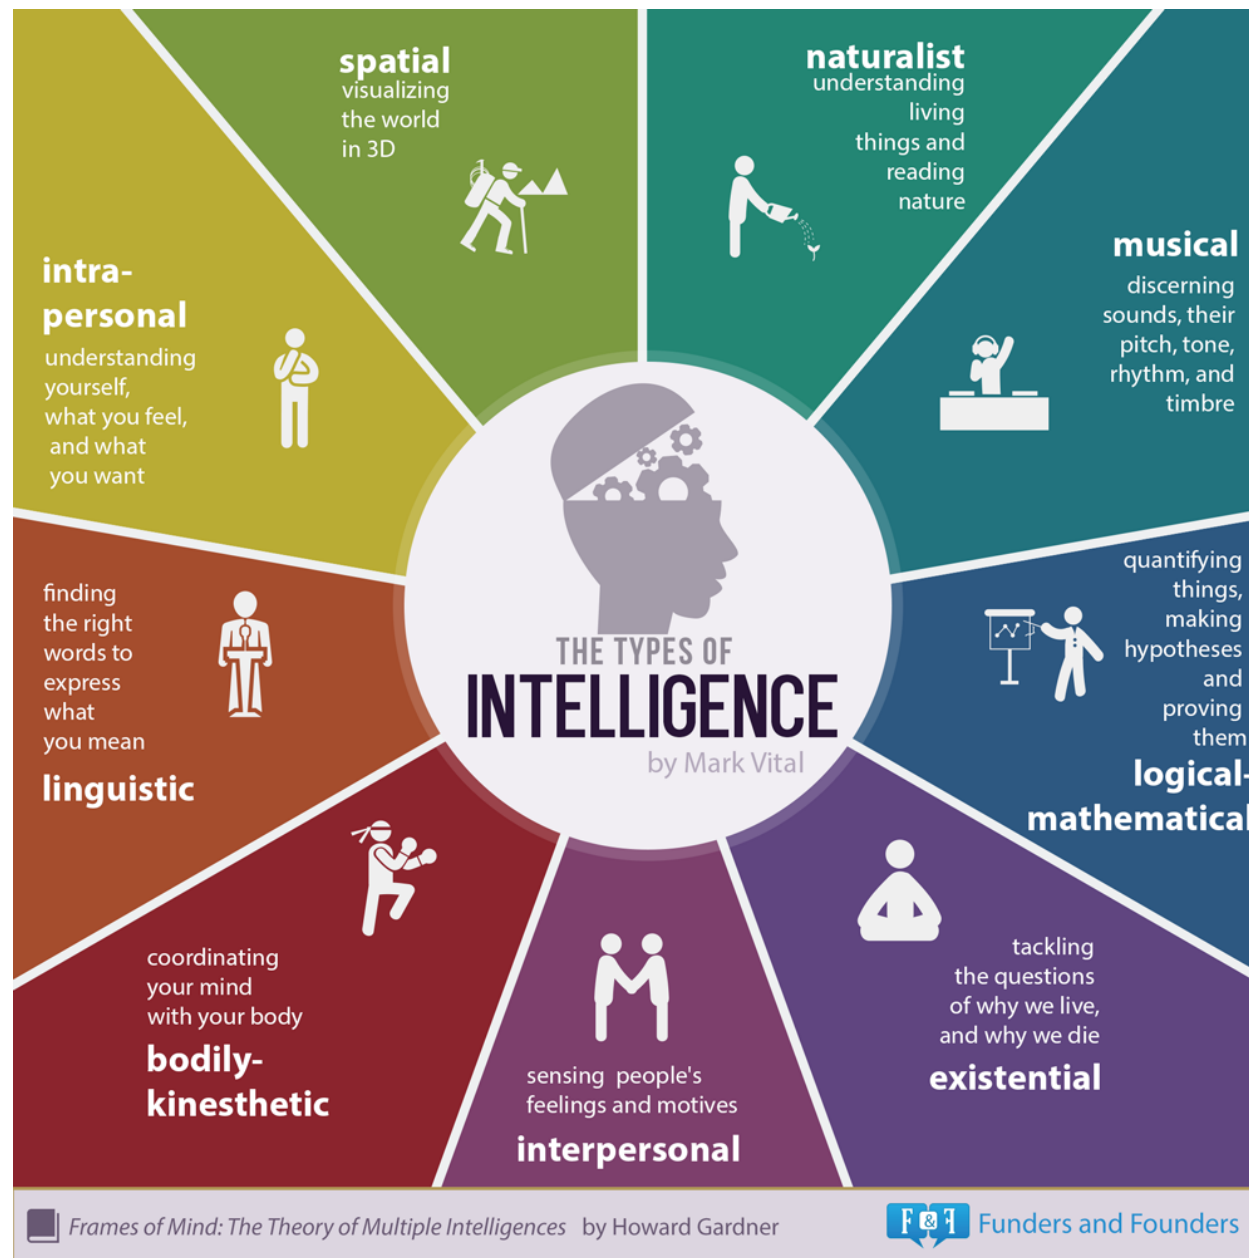 spatial
visualizing
the world
in 3D
naturalist
understanding
living
things and
reading
nature
musical
discerning
sounds, their
pitch, tone,
rhythm, and
timbre
quantifying
things,
making
hypotheses
and
proving
them
logical-
mathematical
tackling
the questions
of why we live,
and why we die
existential
sensing people's
feelings and motives
interpersonal
coordinating
your mind
with your body
bodily-
kinesthetic
finding
the right
words to
express
what
you mean
linguistic
intra-
personal
understanding
yourself,
what you feel,
and what
you want
THE TYPES OF
INTELLIGENCE
by Mark Vital
Frames of Mind: The Theory of Multiple Intelligences by Howard Gardner
F & F Funders and Founders